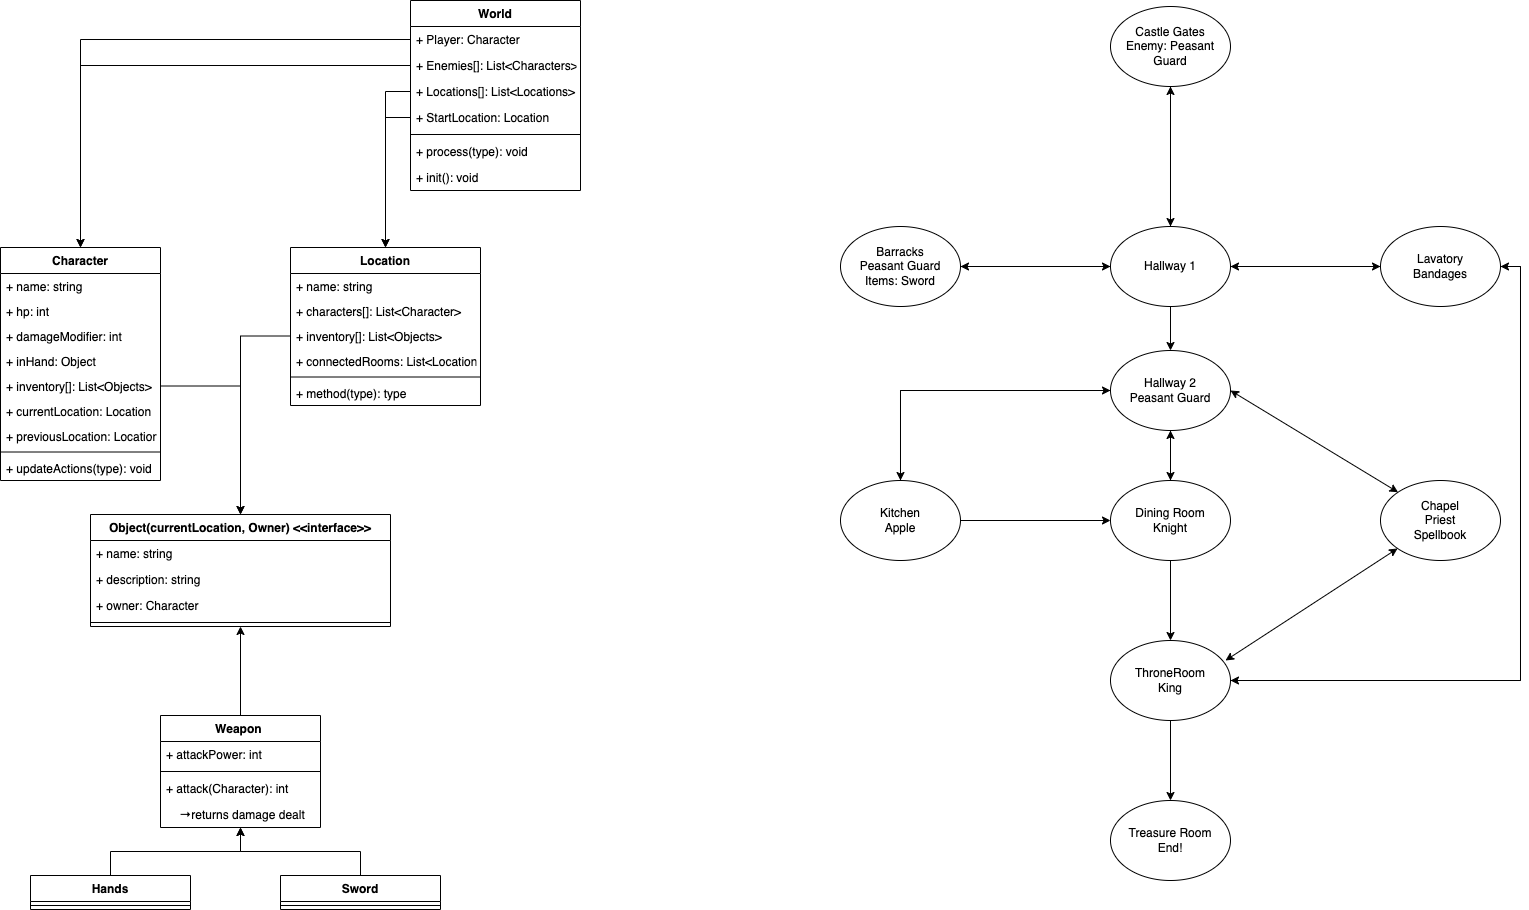 World
+ Player: Character
+ Enemies[]: List<Characters>
+ Locations[]: List<Locations>
+ StartLocation: Location
+ process(type): void
+ init(): void
Character
+ name: string
+ hp: int
+ damageModifier: int
+ inHand: Object
+ inventory[]: List<Objects>
+ currentLocation: Location
+ previousLocation: Location
+ updateActions(type): void
Location
+ name: string
+ characters[]: List<Character>
+ inventory[]: List<Objects>
+ connectedRooms: List<Location
+ method(type): type
Object(currentLocation, Owner) <<interface>>
+ name: string
+ description: string
+ owner: Character
Weapon
+ attackPower: int
+ attack(Character): int
→returns damage dealt
Hands
Sword
Castle Gates
Enemy: Peasant
Guard
Barracks
Peasant Guard
Items: Sword
Hallway 1
Lavatory
Bandages
Hallway 2
Peasant Guard
Kitchen
Apple
Dining Room
Knight
Chapel
Priest
Spellbook
ThroneRoom
King
Treasure Room
End!